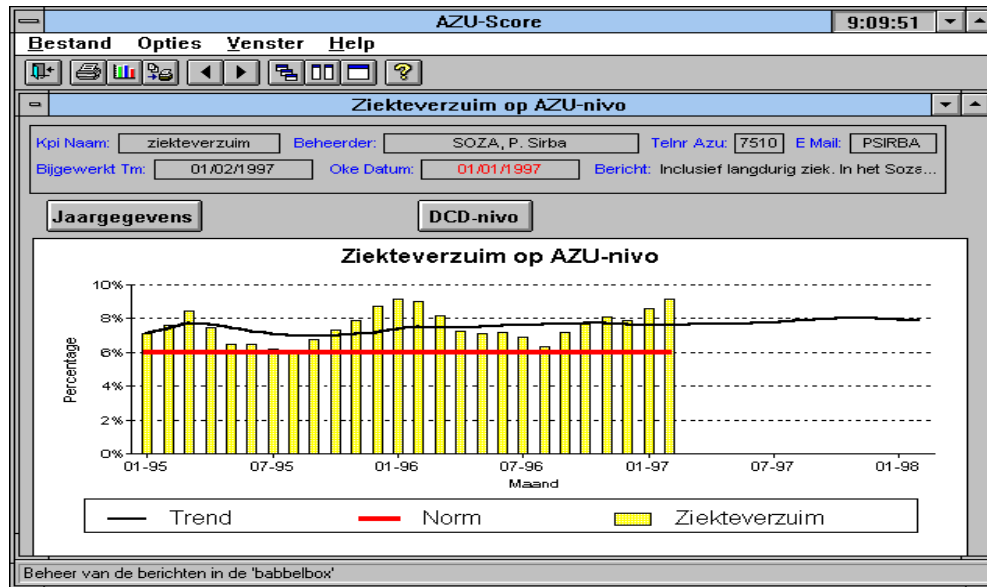 AZU-Score 9:09:51
Bestand Opties Venster Help
Ziekteverzuim op AZU-nivo
Kpi Naam: ziekteverzuim Beheerder: SOZA, P. Sirba Telnr Azu: 7510 E Mail: PSIRBA
Bijgewerkt Tm: 01/02/1997 Oke Datum: 01/01/1997 Bericht: Inclusief langdurig ziek. In het Soza...
Jaargegevens DCD-nivo
Ziekteverzuim op AZU-nivo
10%
8%
6%
4%
2%
0%
Percentage
01-95 07-95 01-96 07-96 01-97 07-97 01-98
Maand
Trend Norm Ziekteverzuim
Beheer van de berichten in de 'babbelbox'